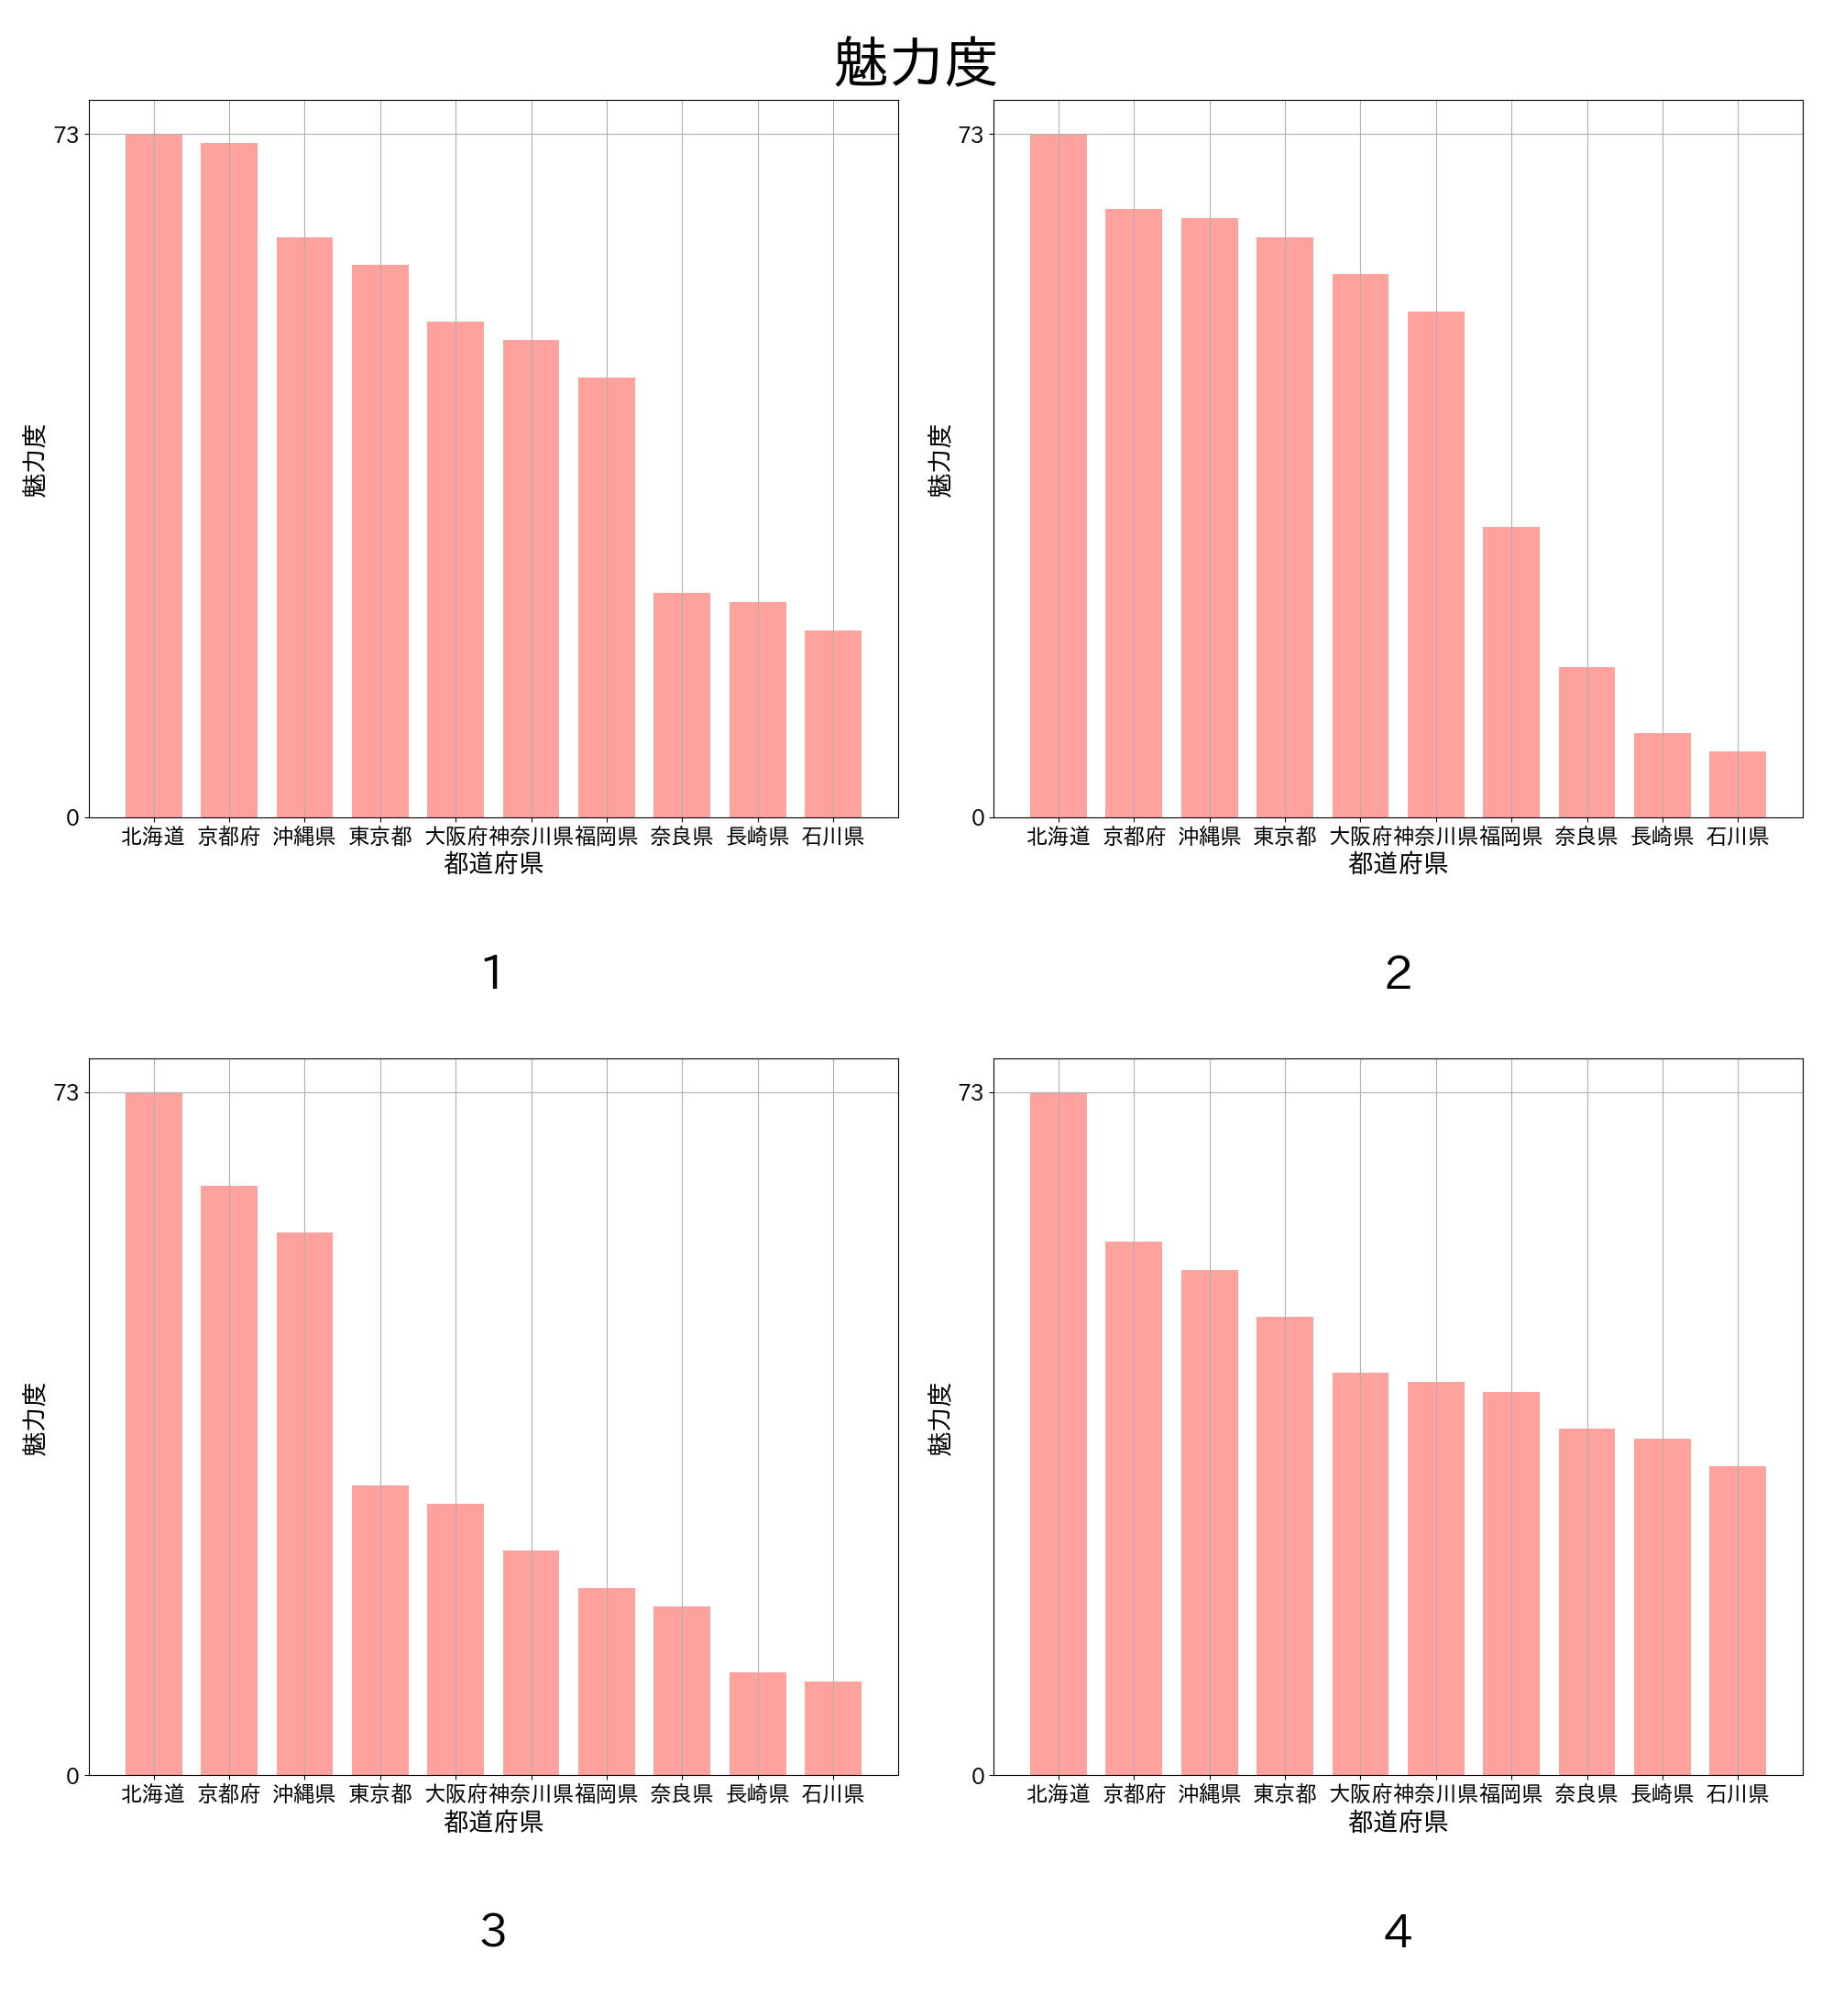 魅力度
73
0
魅力度
北海道 京都府 沖縄県 東京都 大阪府 神奈川県 福岡県 奈良県 長崎県 石川県
都道府県
1
73
0
魅力度
北海道 京都府 沖縄県 東京都 大阪府 神奈川県 福岡県 奈良県 長崎県 石川県
都道府県
2
73
0
魅力度
北海道 京都府 沖縄県 東京都 大阪府 神奈川県 福岡県 奈良県 長崎県 石川県
都道府県
3
73
0
魅力度
北海道 京都府 沖縄県 東京都 大阪府 神奈川県 福岡県 奈良県 長崎県 石川県
都道府県
4